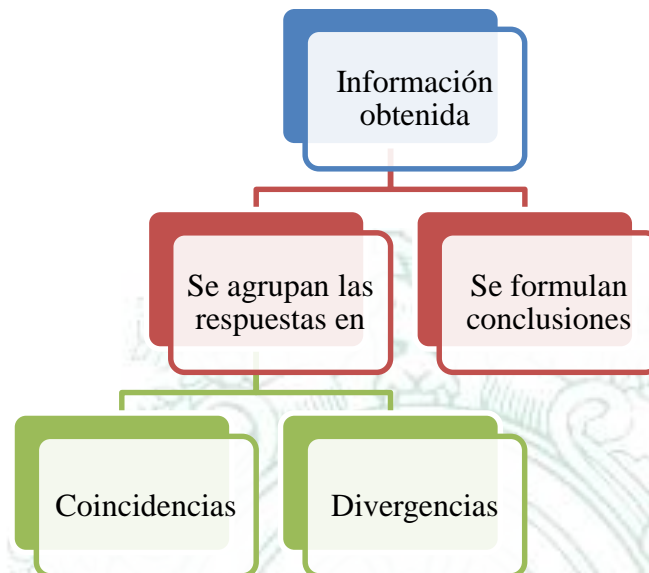 Información
obtenida
Se agrupan las
respuestas en
Se formulan
conclusiones
Coincidencias
Divergencias